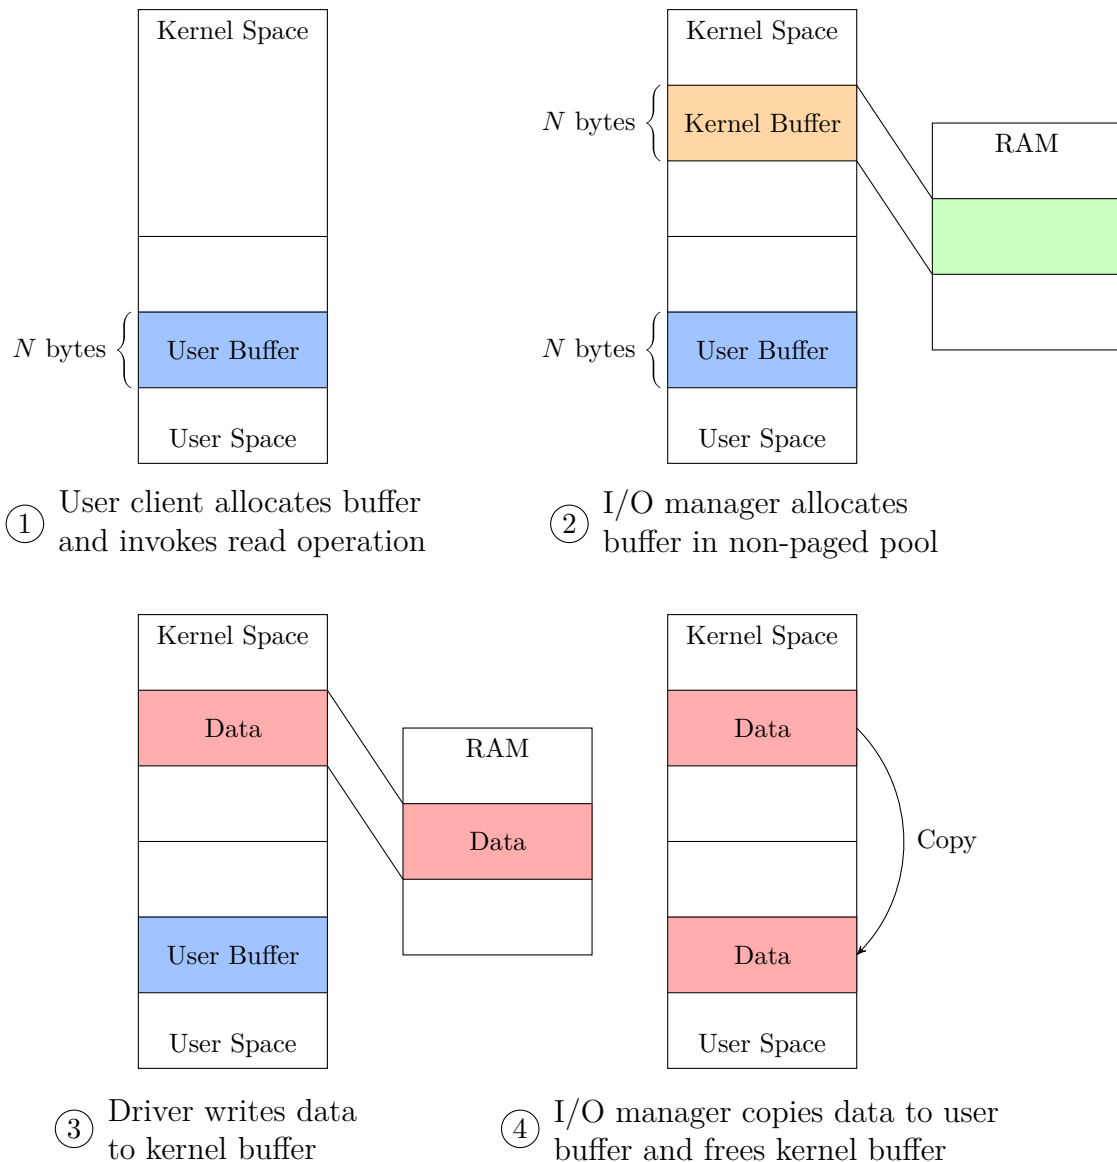 Kernel Space
N bytes
User Buffer
User Space
1
User client allocates buffer
and invokes read operation
Kernel Space
N bytes
Kernel Buffer
RAM
N bytes
User Buffer
User Space
2
I/O manager allocates
buffer in non-paged pool
Kernel Space
Data
RAM
Data
User Buffer
User Space
3
Driver writes data
to kernel buffer
Kernel Space
Data
Copy
Data
User Space
4
I/O manager copies data to user
buffer and frees kernel buffer